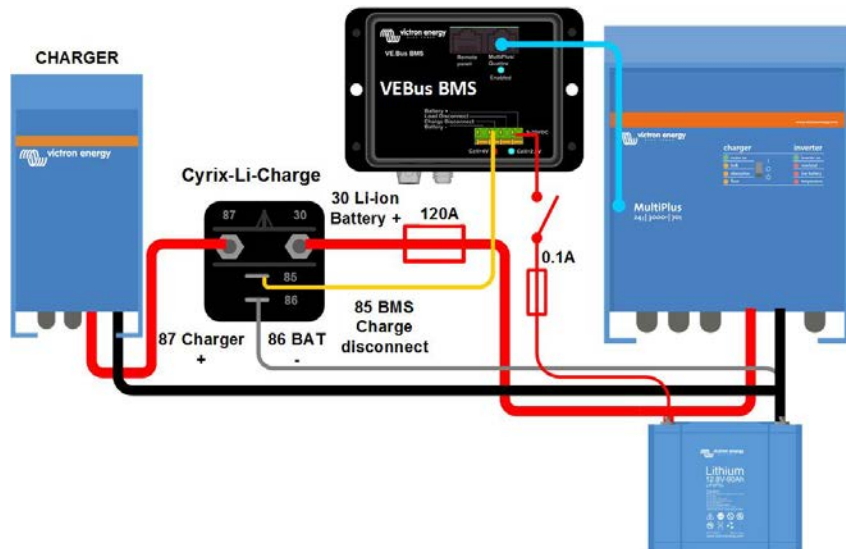 CHARGER
victron energy
Cyrix-Li-Charge
87
30
85
86
87 Charger
+
86 BAT
-
30 Li-ion
Battery +
120A
85 BMS
Charge
disconnect
victron energy
VE.Bus BMS
Remote
panel
MultiPlus/
Quattro
Enabled
VEBus BMS
Battery +
Load Disconnect
Charge Disconnect
Battery -
0.1A
victron energy
charger
inverter
MultiPlus
victron energy
Lithium
12,8V-60Ah